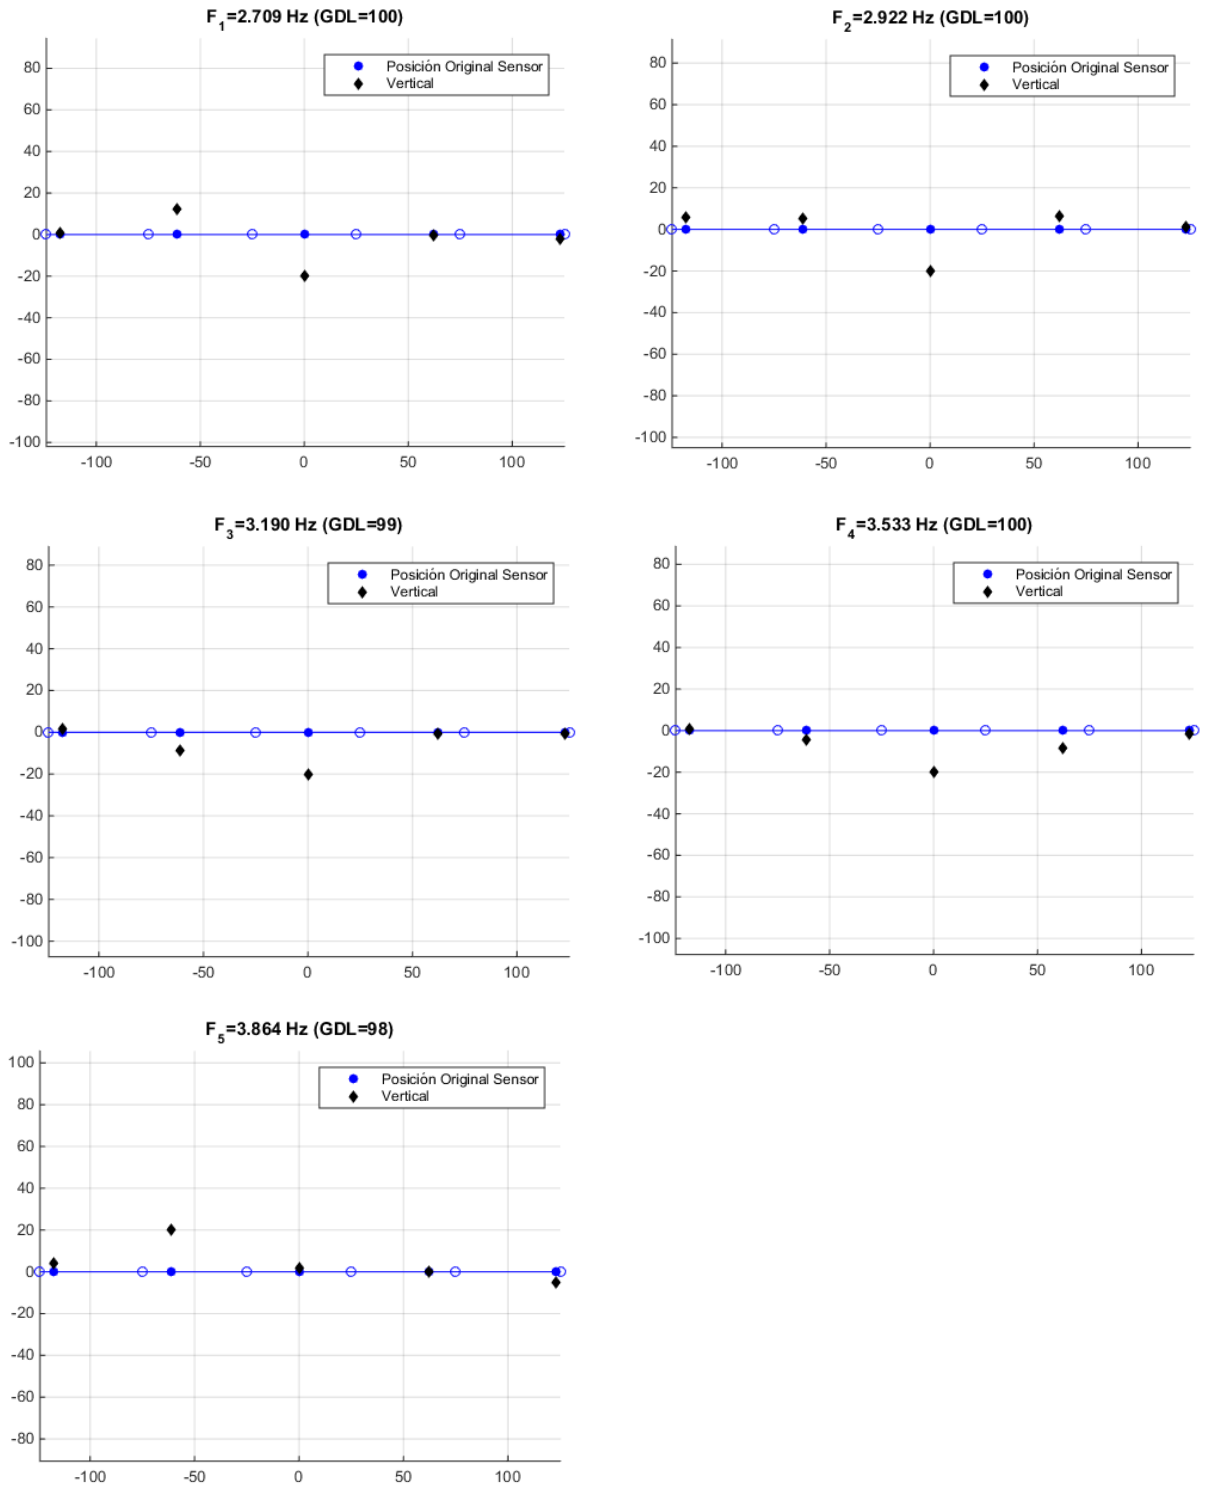 F1=2.709 Hz (GDL=100)
Posición Original Sensor
Vertical
80
60
40
20
0
-20
-40
-60
-80
-100
-100 -50 0 50 100
F2=2.922 Hz (GDL=100)
Posición Original Sensor
Vertical
80
60
40
20
0
-20
-40
-60
-80
-100
-100 -50 0 50 100
F3=3.190 Hz (GDL=99)
Posición Original Sensor
Vertical
80
60
40
20
0
-20
-40
-60
-80
-100
-100 -50 0 50 100
F4=3.533 Hz (GDL=100)
Posición Original Sensor
Vertical
80
60
40
20
0
-20
-40
-60
-80
-100
-100 -50 0 50 100
F5=3.864 Hz (GDL=98)
Posición Original Sensor
Vertical
100
80
60
40
20
0
-20
-40
-60
-80
-100 -50 0 50 100